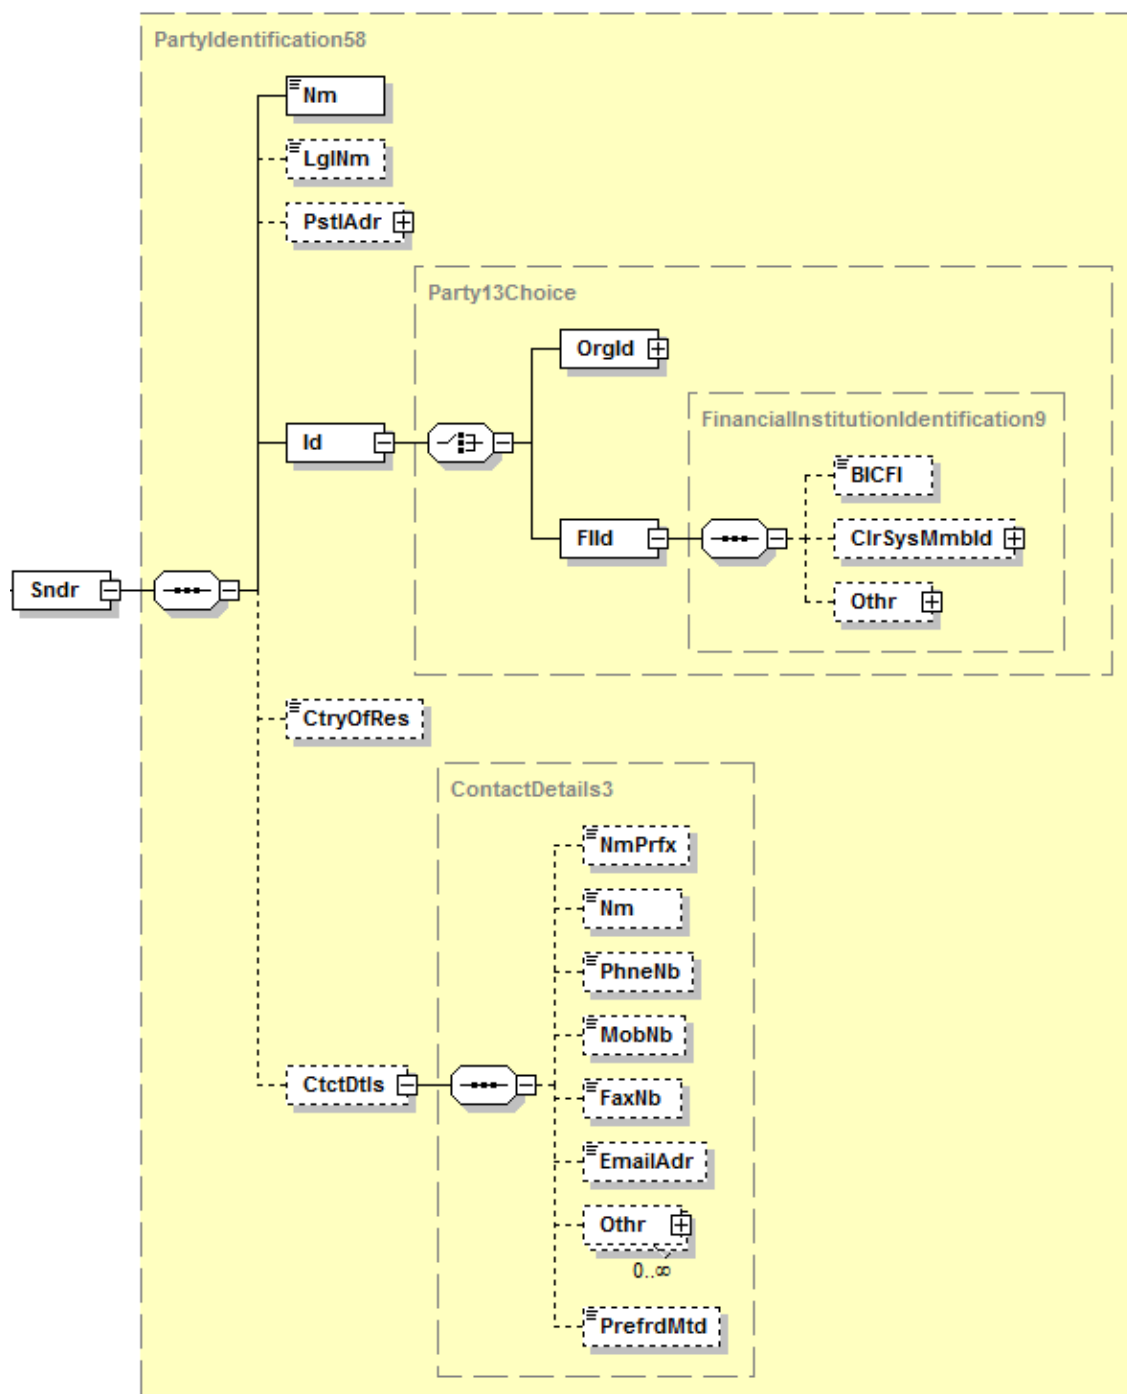 PartyIdentification58
Nm
LglNm
PstlAdr
Party13Choice
OrgId
Id
FinancialInstitutionIdentification9
BICFI
FIId
ClrSysMmbId
Othr
Sndr
CtryOfRes
ContactDetails3
NmPrfx
Nm
PhneNb
MobNb
CtctDtls
FaxNb
EmailAdr
Othr
0..∞
PrefrdMtd